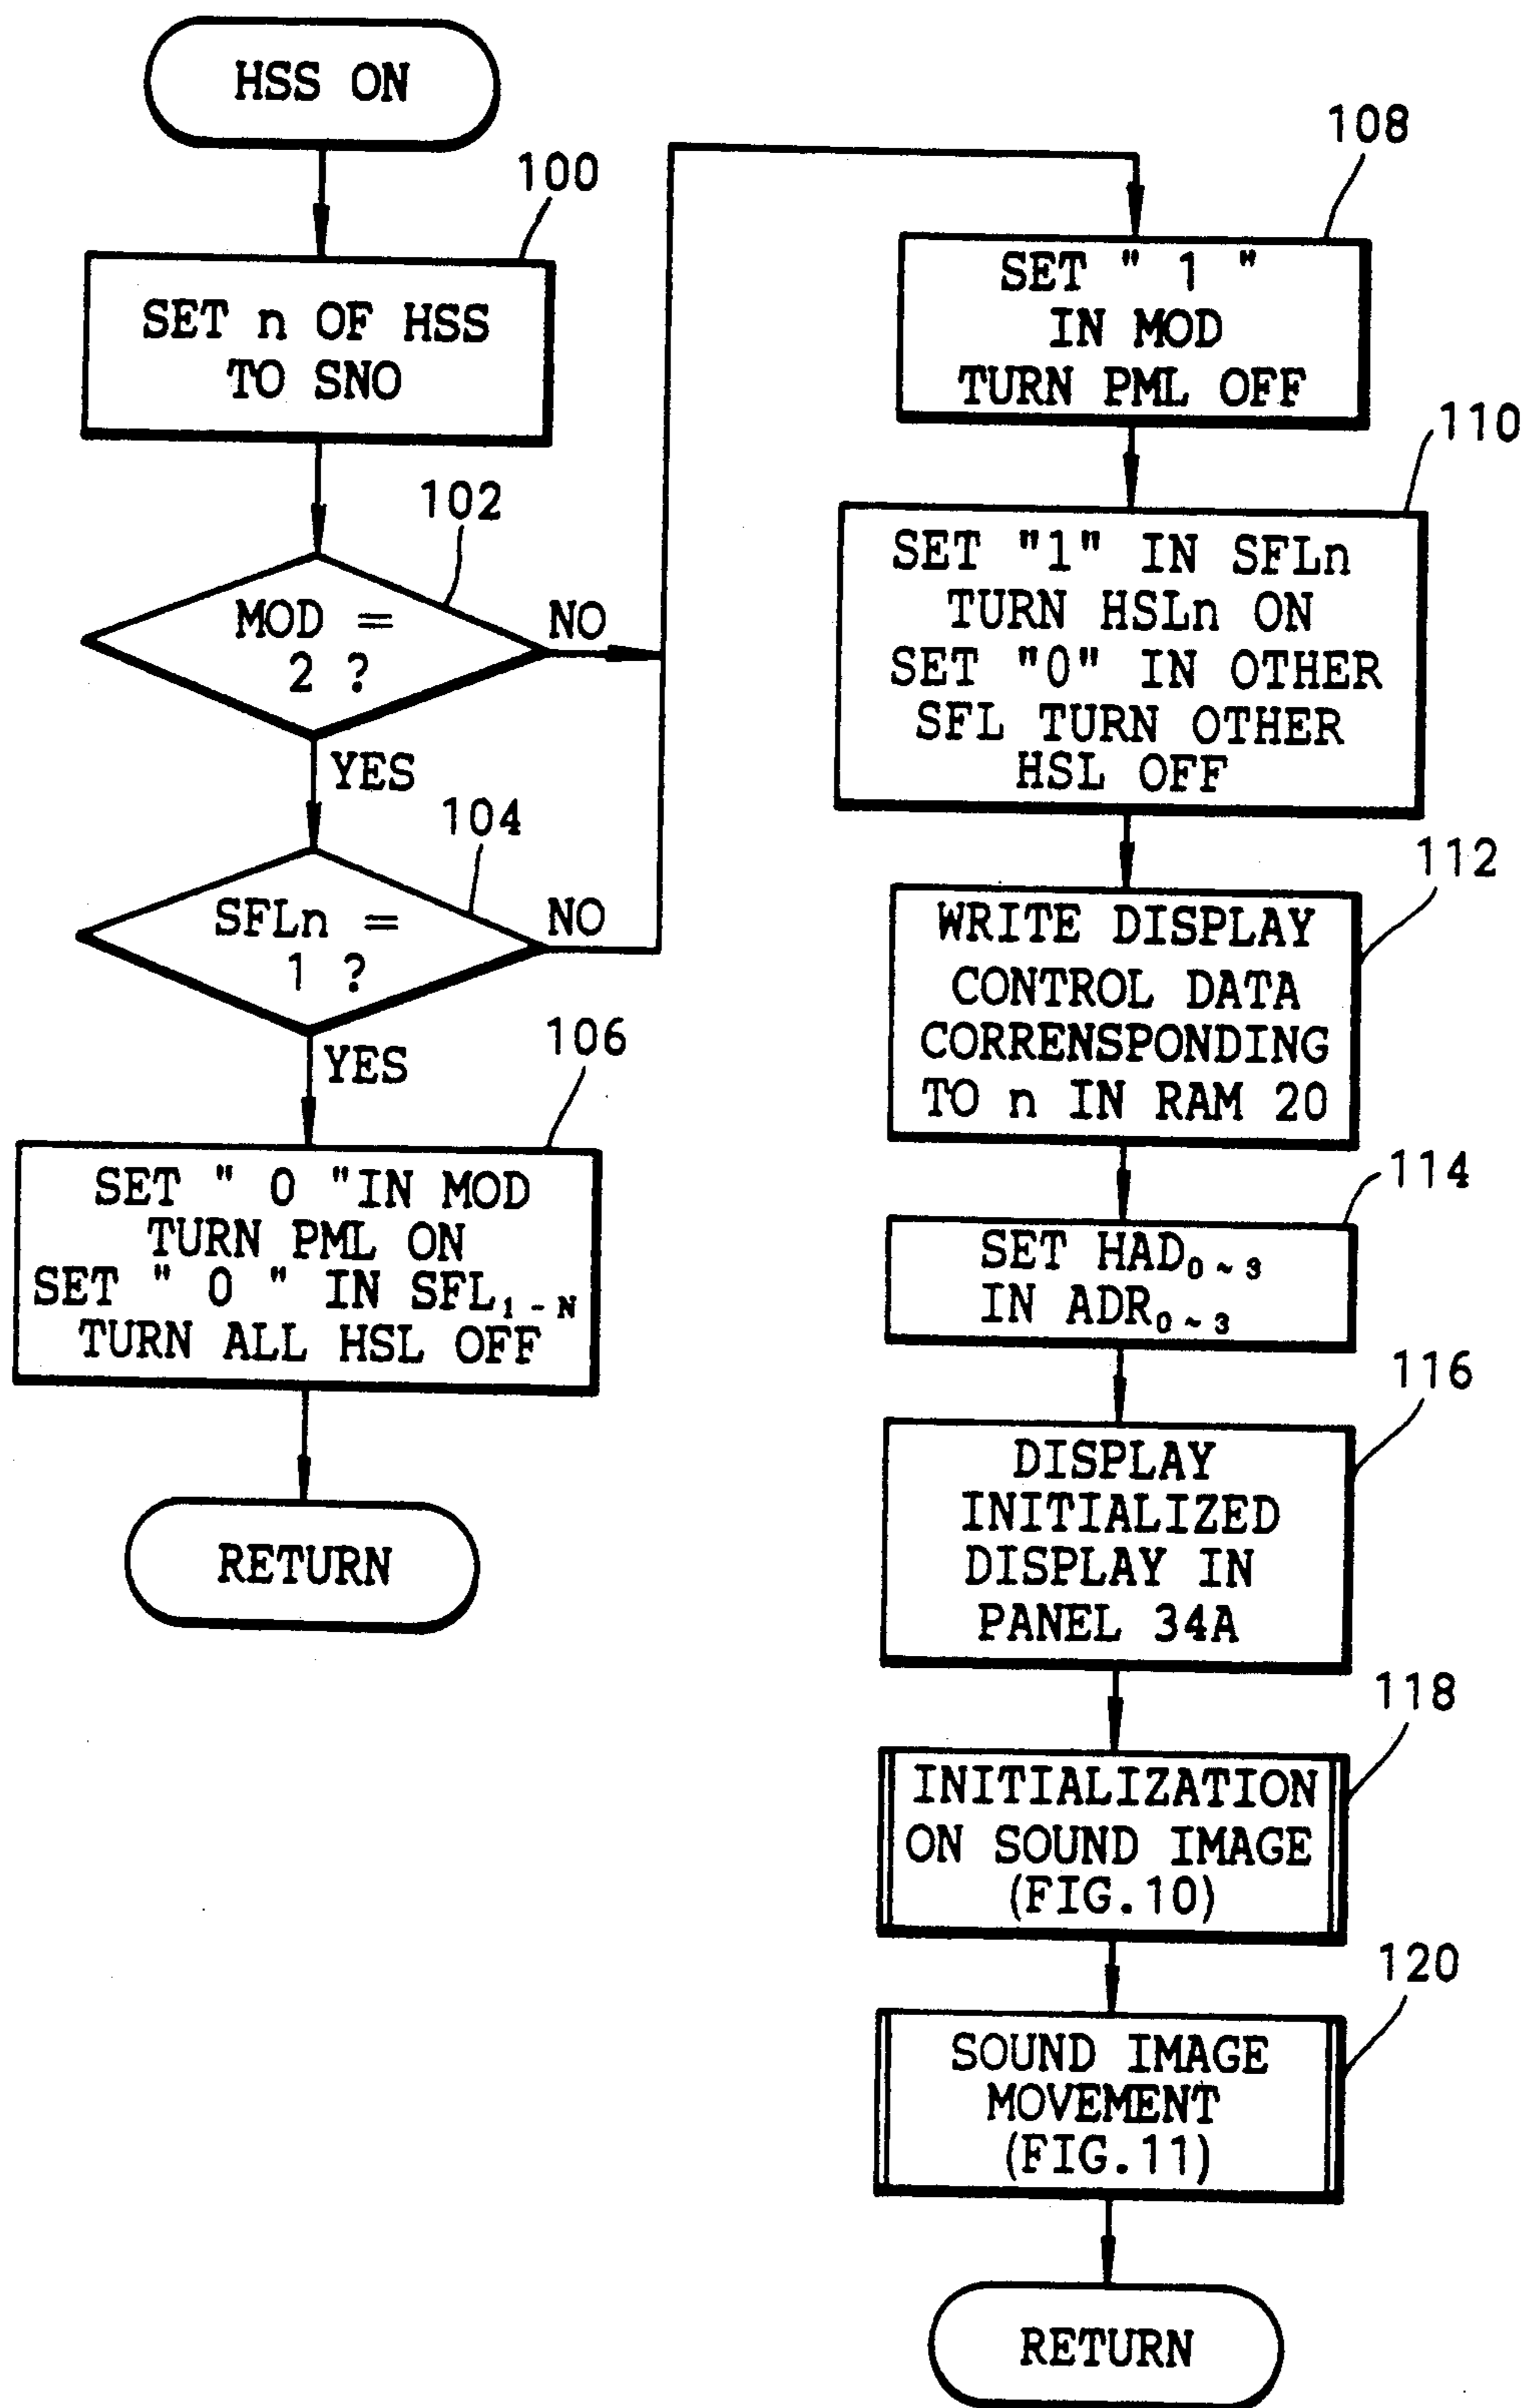 HSS ON
100
SET n OF HSS
TO SNO
102
MOD =
2 ?
NO
YES
104
SFLn =
1 ?
NO
YES
106
SET " 0 "IN MOD
TURN PML ON
SET " 0 " IN SFL₁₋ₙ
TURN ALL HSL OFF
RETURN
108
SET " 1 "
IN MOD
TURN PML OFF
110
SET "1" IN SFLn
TURN HSLn ON
SET "0" IN OTHER
SFL TURN OTHER
HSL OFF
112
WRITE DISPLAY
CONTROL DATA
CORRENSPONDING
TO n IN RAM 20
114
SET HAD₀~₃
IN ADR₀~₃
116
DISPLAY
INITIALIZED
DISPLAY IN
PANEL 34A
118
INITIALIZATION
ON SOUND IMAGE
(FIG.10)
120
SOUND IMAGE
MOVEMENT
(FIG.11)
RETURN